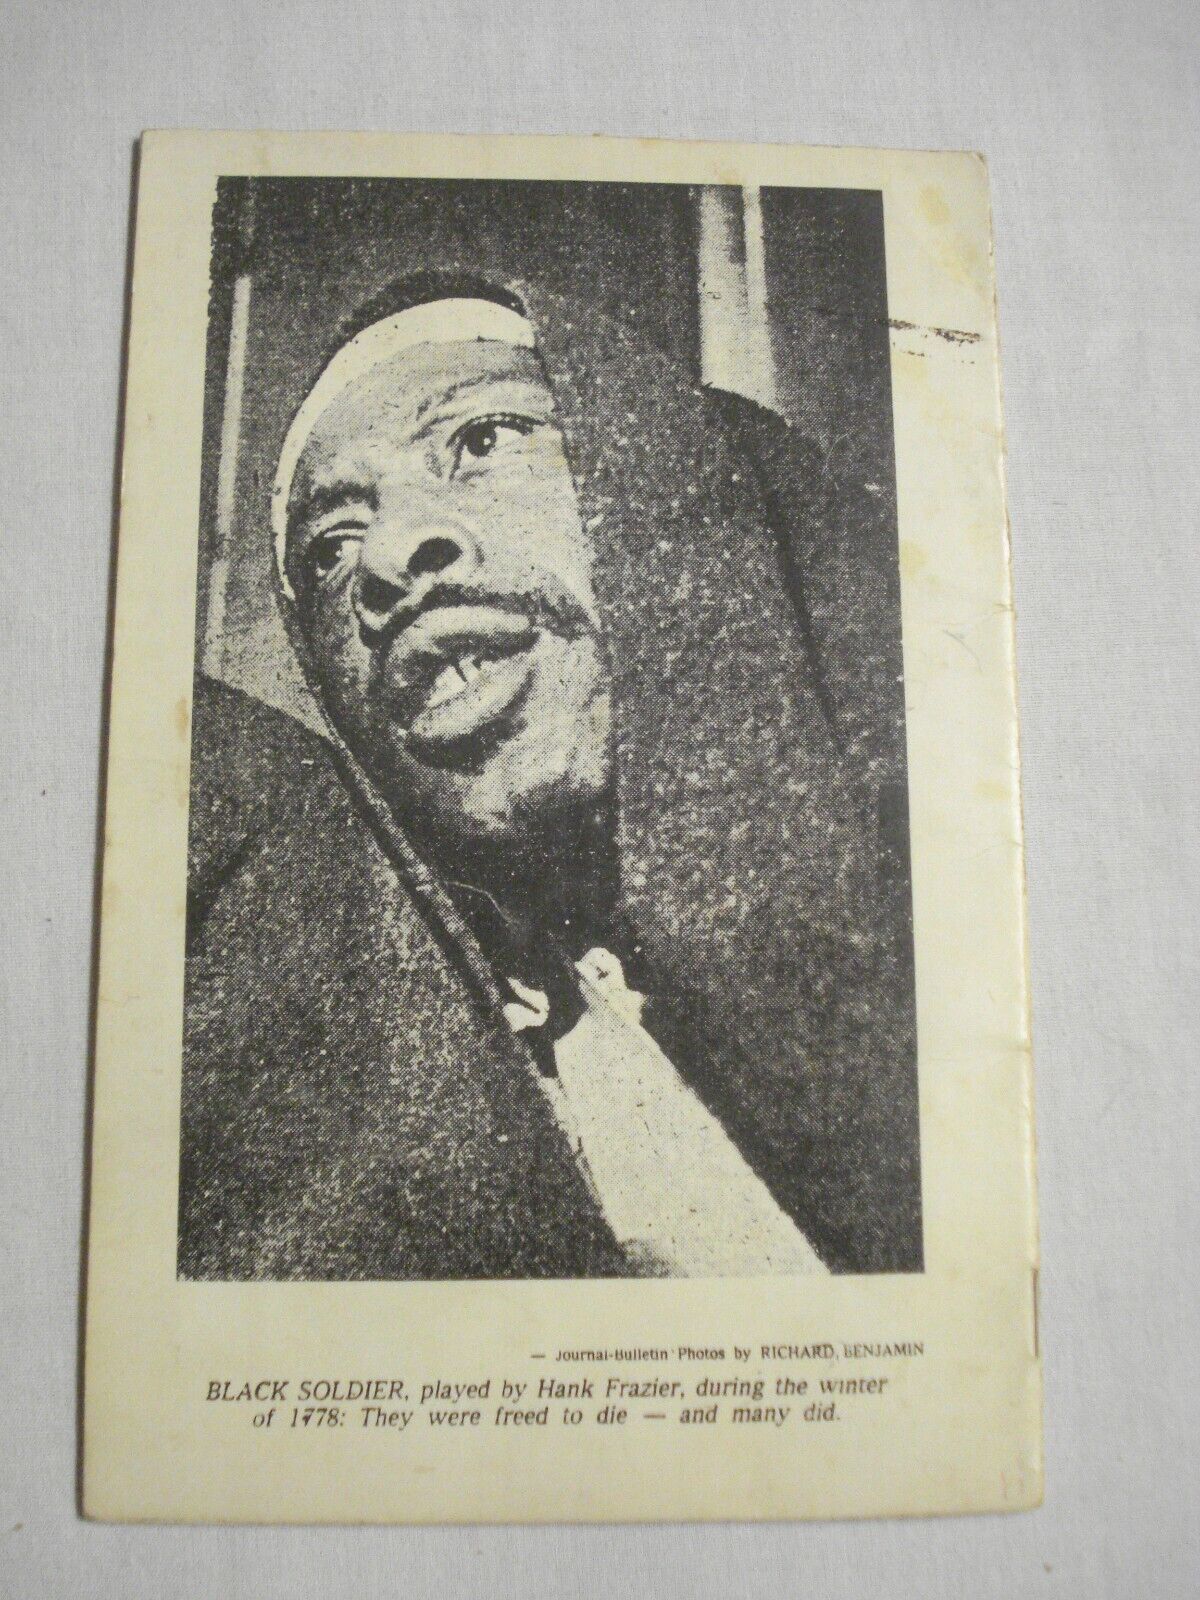 — Journal-Bulletin Photos by RICHARD BENJAMIN
BLACK SOLDIER, played by Hank Frazier, during the winter
of 1778: They were freed to die — and many did.